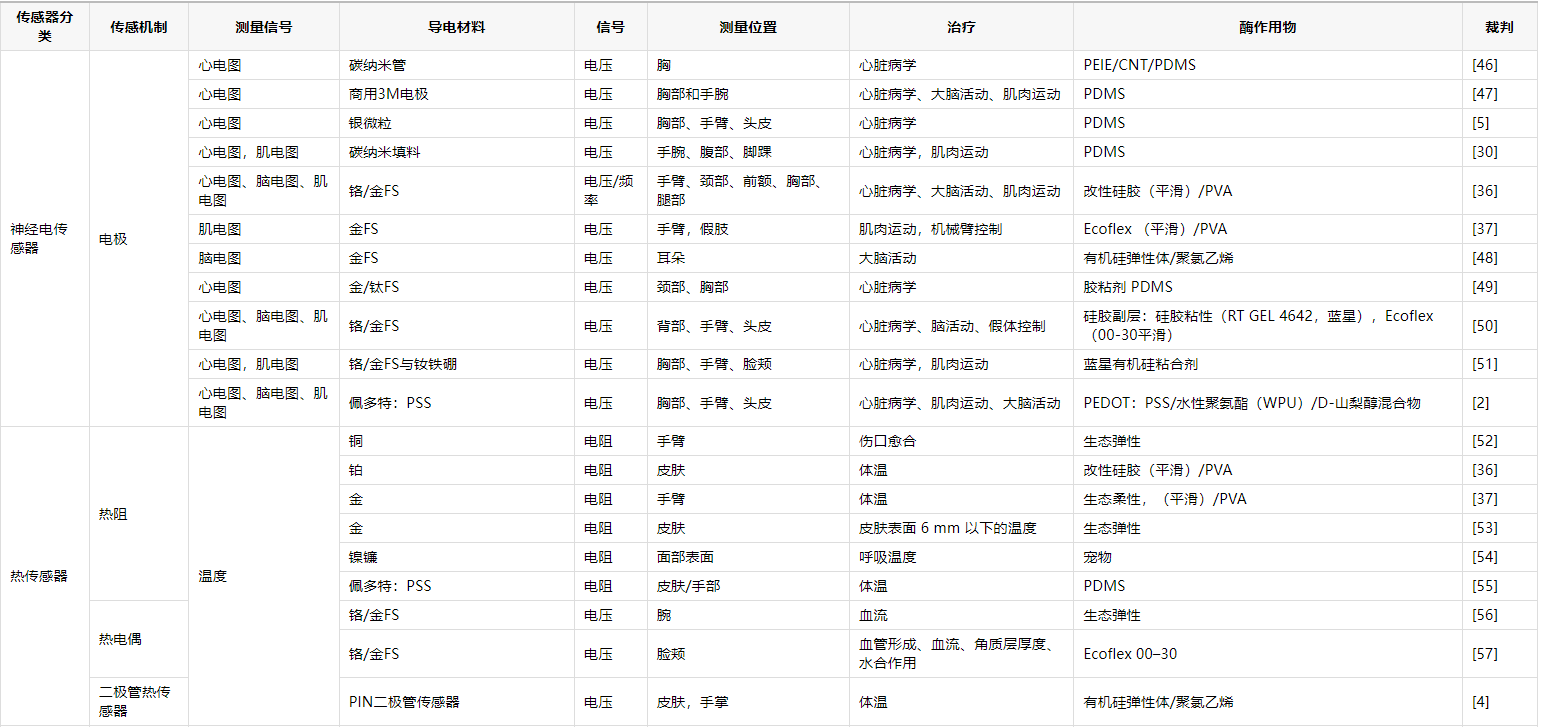 传感器分类 传感机制 测量信号 导电材料 信号 测量位置 治疗 酶作用物 裁判
神经电传感器 电极 心电图 碳纳米管 电压 胸 心脏病学 PEIE/CNT/PDMS [46]
心电图 商用3M电极 电压 胸部和手腕 心脏病学、大脑活动、肌肉运动 PDMS [47]
心电图 银微粒 电压 胸部、手臂、头皮 心脏病学 PDMS [5]
心电图，肌电图 碳纳米填料 电压 手腕、腹部、脚踝 心脏病学，肌肉运动 PDMS [30]
心电图、脑电图、肌电图 铬/金FS 电压/频率 手臂、颈部、前额、胸部、腿部 心脏病学、大脑活动、肌肉运动 改性硅胶（平滑）/PVA [36]
肌电图 金FS 电压 手臂，假肢 肌肉运动，机械臂控制 Ecoflex （平滑）/PVA [37]
脑电图 金FS 电压 耳朵 大脑活动 有机硅弹性体/聚氯乙烯 [48]
心电图 金/钛FS 电压 颈部、胸部 心脏病学 胶粘剂 PDMS [49]
心电图、脑电图、肌电图 铬/金FS 电压 背部、手臂、头皮 心脏病学、脑活动、假体控制 硅胶副层：硅胶粘性（RT GEL 4642，蓝星），Ecoflex（00-30平滑） [50]
心电图，肌电图 铬/金FS与钕铁硼 电压 胸部、手臂、脸颊 心脏病学，肌肉运动 蓝星有机硅粘合剂 [51]
心电图、脑电图、肌电图 佩多特：PSS 电压 胸部、手臂、头皮 心脏病学、肌肉运动、大脑活动 PEDOT：PSS/水性聚氨酯（WPU）/D-山梨醇混合物 [2]
热传感器 热阻 温度 铜 电阻 手臂 伤口愈合 生态弹性 [52]
铂 电阻 皮肤 体温 改性硅胶（平滑）/PVA [36]
金 电阻 手臂 体温 生态柔性，（平滑）/PVA [37]
金 电阻 皮肤 皮肤表面 6 mm 以下的温度 生态弹性 [53]
镍镰 电阻 面部表面 呼吸温度 宠物 [54]
佩多特：PSS 电阻 皮肤/手部 体温 PDMS [55]
热电偶 铬/金FS 电压 腕 血流 生态弹性 [56]
铬/金FS 电压 脸颊 血管形成、血流、角质层厚度、水合作用 Ecoflex 00–30 [57]
二极管热传感器 PIN二极管传感器 电压 皮肤，手掌 体温 有机硅弹性体/聚氯乙烯 [4]